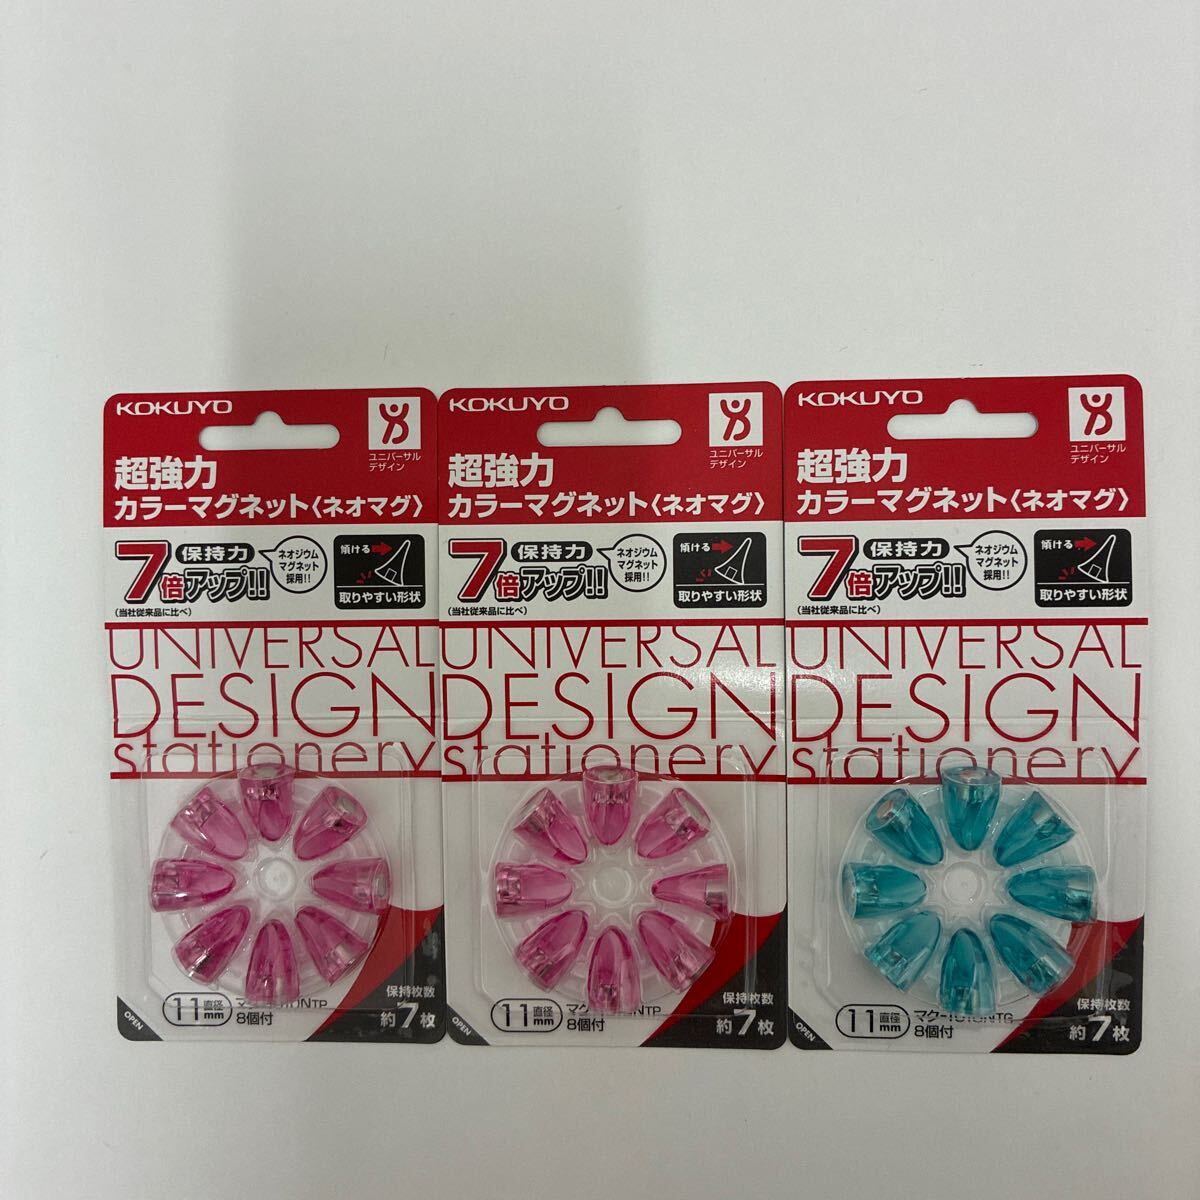 KOKUYO
ユニバーサル
デザイン
超強力
カラーマグネット〈ネオマグ〉
7倍アップ!!
保持力
(当社従来品に比べ)
ネオジウム
マグネット
採用!!
傾ける
取りやすい形状
UNIVERSAL
DESIGN
stationery
OPEN
11直径mm
8個付
保持枚数
約7枚
KOKUYO
ユニバーサル
デザイン
超強力
カラーマグネット〈ネオマグ〉
7倍アップ!!
保持力
(当社従来品に比べ)
ネオジウム
マグネット
採用!!
傾ける
取りやすい形状
UNIVERSAL
DESIGN
stationery
OPEN
11直径mm
8個付
保持枚数
約7枚
KOKUYO
ユニバーサル
デザイン
超強力
カラーマグネット〈ネオマグ〉
7倍アップ!!
保持力
(当社従来品に比べ)
ネオジウム
マグネット
採用!!
傾ける
取りやすい形状
UNIVERSAL
DESIGN
stationery
OPEN
11直径mm
8個付
保持枚数
約7枚